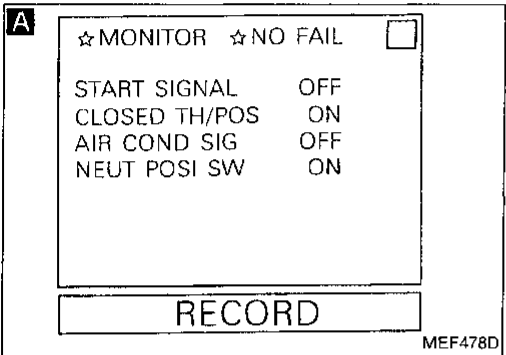 A
☆MONITOR ☆NO FAIL
START SIGNAL OFF
CLOSED TH/POS ON
AIR COND SIG OFF
NEUT POSI SW ON
RECORD
MEF478D